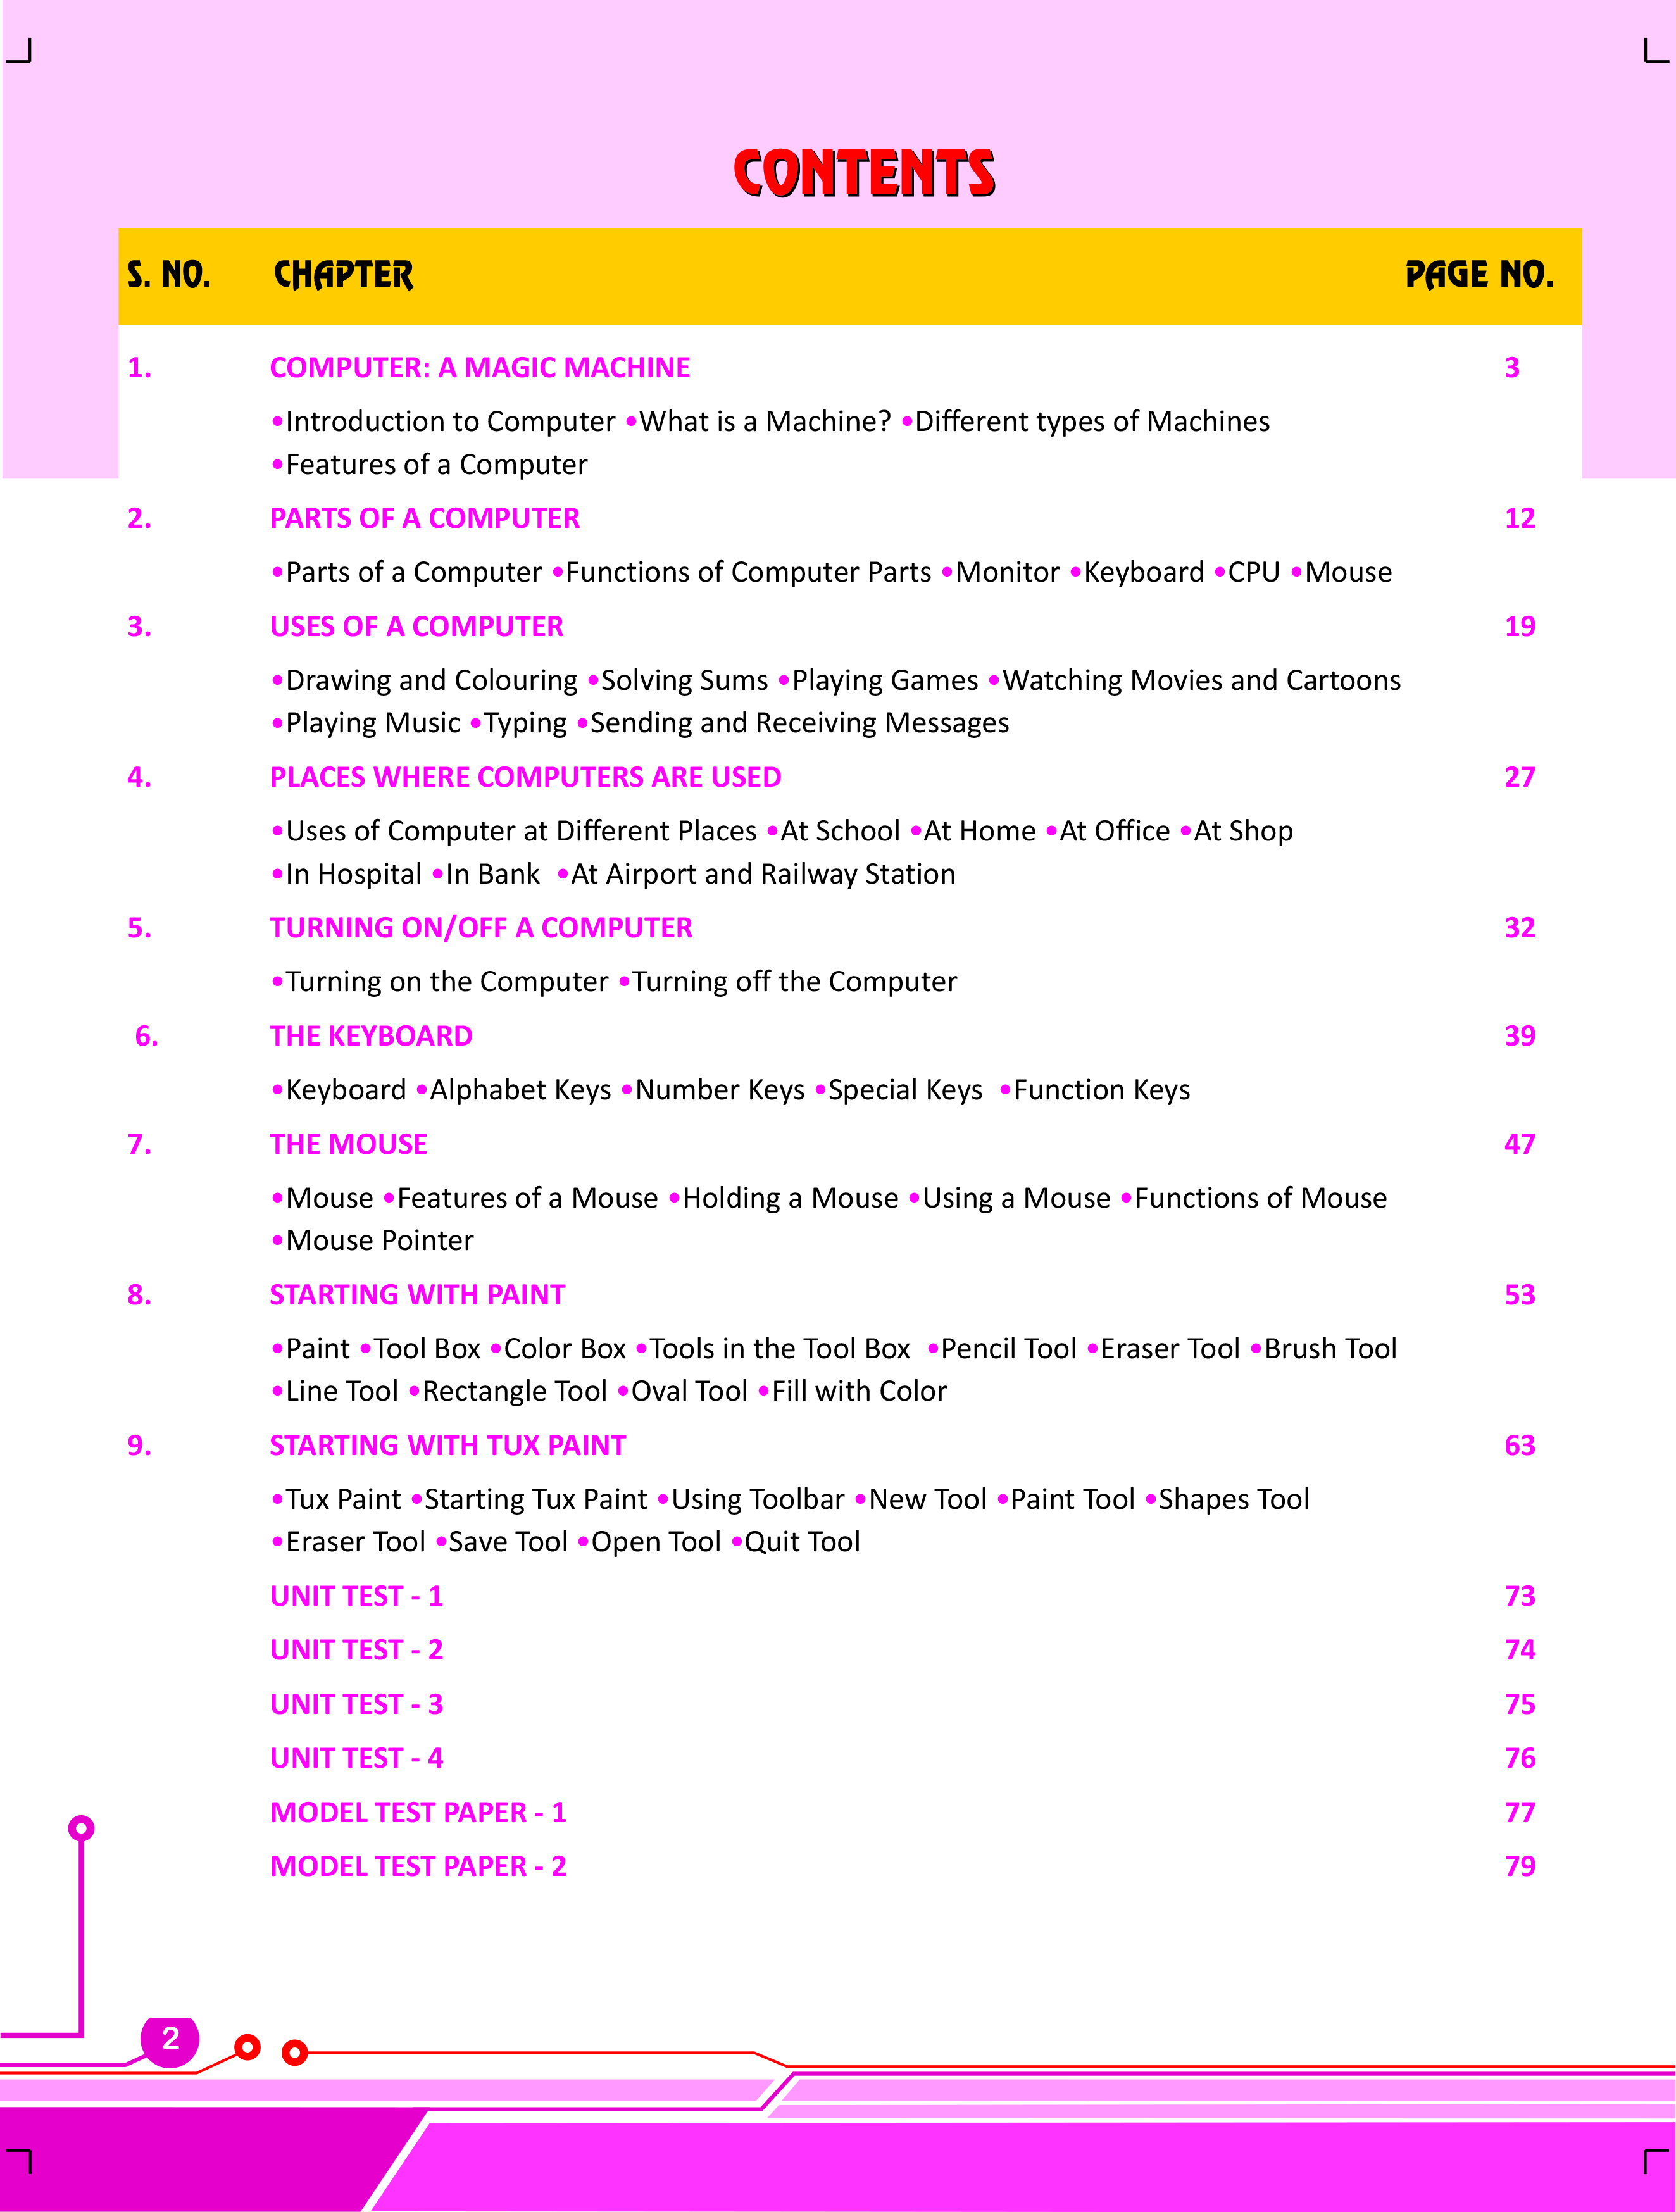 CONTENTS
S. NO. CHAPTER PAGE NO.
1. COMPUTER: A MAGIC MACHINE 3
•Introduction to Computer •What is a Machine? •Different types of Machines
•Features of a Computer
2. PARTS OF A COMPUTER 12
•Parts of a Computer •Functions of Computer Parts •Monitor •Keyboard •CPU •Mouse
3. USES OF A COMPUTER 19
•Drawing and Colouring •Solving Sums •Playing Games •Watching Movies and Cartoons
•Playing Music •Typing •Sending and Receiving Messages
4. PLACES WHERE COMPUTERS ARE USED 27
•Uses of Computer at Different Places •At School •At Home •At Office •At Shop
•In Hospital •In Bank •At Airport and Railway Station
5. TURNING ON/OFF A COMPUTER 32
•Turning on the Computer •Turning off the Computer
6. THE KEYBOARD 39
•Keyboard •Alphabet Keys •Number Keys •Special Keys •Function Keys
7. THE MOUSE 47
•Mouse •Features of a Mouse •Holding a Mouse •Using a Mouse •Functions of Mouse
•Mouse Pointer
8. STARTING WITH PAINT 53
•Paint •Tool Box •Color Box •Tools in the Tool Box •Pencil Tool •Eraser Tool •Brush Tool
•Line Tool •Rectangle Tool •Oval Tool •Fill with Color
9. STARTING WITH TUX PAINT 63
•Tux Paint •Starting Tux Paint •Using Toolbar •New Tool •Paint Tool •Shapes Tool
•Eraser Tool •Save Tool •Open Tool •Quit Tool
UNIT TEST - 1 73
UNIT TEST - 2 74
UNIT TEST - 3 75
UNIT TEST - 4 76
MODEL TEST PAPER - 1 77
MODEL TEST PAPER - 2 79
2